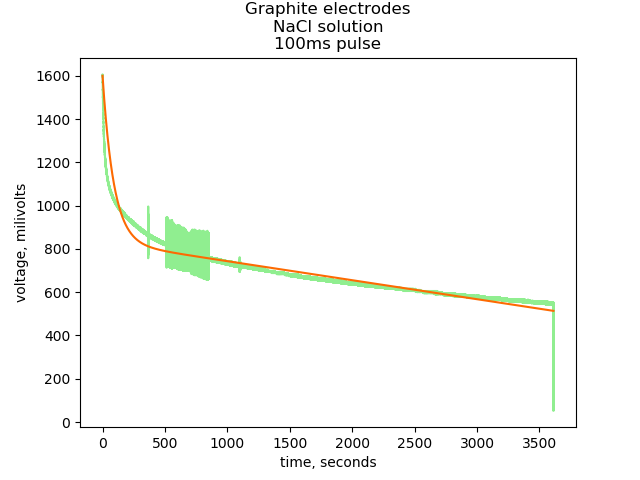 Graphite electrodes
NaCl solution
100ms pulse
1600
1400
1200
1000
800
600
400
200
0
voltage, milivolts
0 500 1000 1500 2000 2500 3000 3500
time, seconds